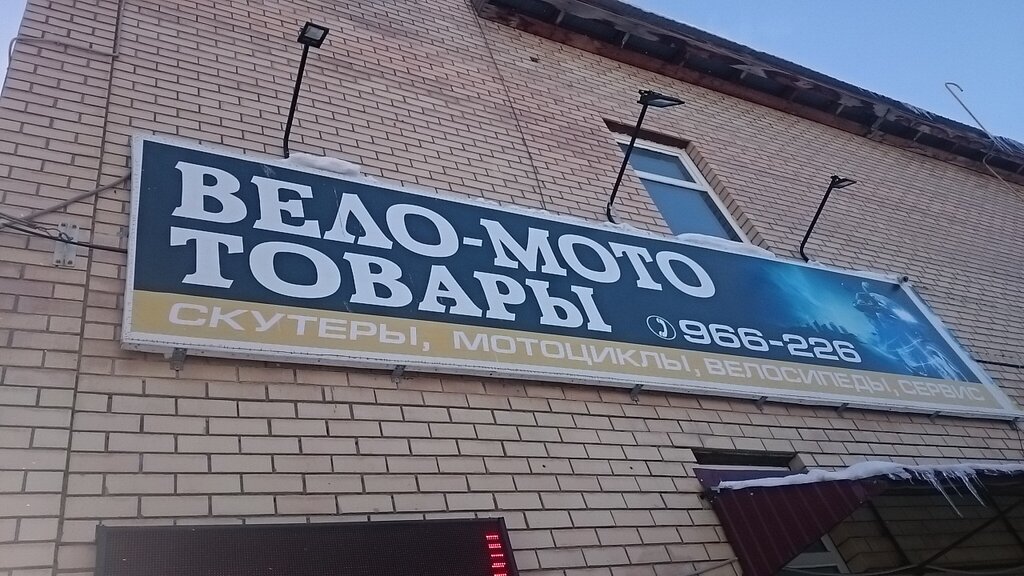 ВЕЛО-МОТО
ТОВАРЫ
966-226
СКУТЕРЫ, МОТОЦИКЛЫ, ВЕЛОСИПЕДЫ, СЕРВИС